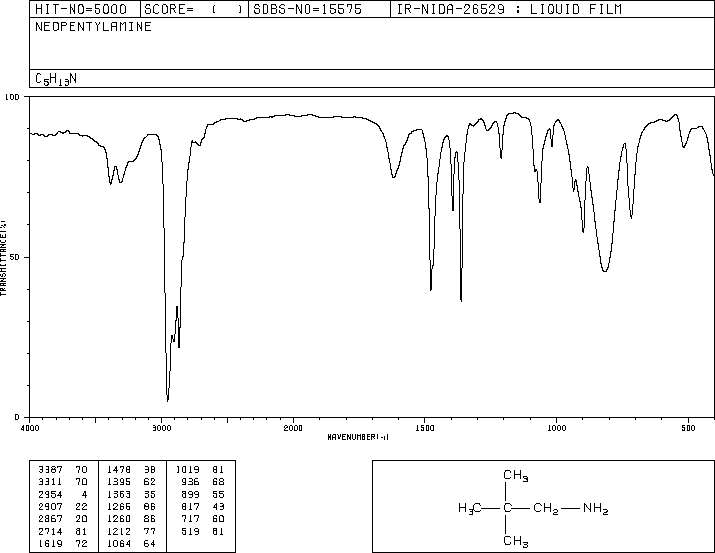 HIT-NO=5000 SCORE= ( ) SDBS-NO=15575 IR-NIDA-26529 : LIQUID FILM
NEOPENTYLAMINE
C5H13N
100
50
0
TRANSMITTANCE(%)
4000 3000 2000 1500 1000 500
WAVENUMBER(-1)
3387 70 1478 38 1019 81
3311 70 1395 62 936 68
2954 4 1363 35 899 55
2907 22 1266 86 817 43
2867 20 1260 86 717 60
2714 81 1212 77 519 81
1619 72 1064 64
CH3
H3C—C—CH2—NH2
CH3